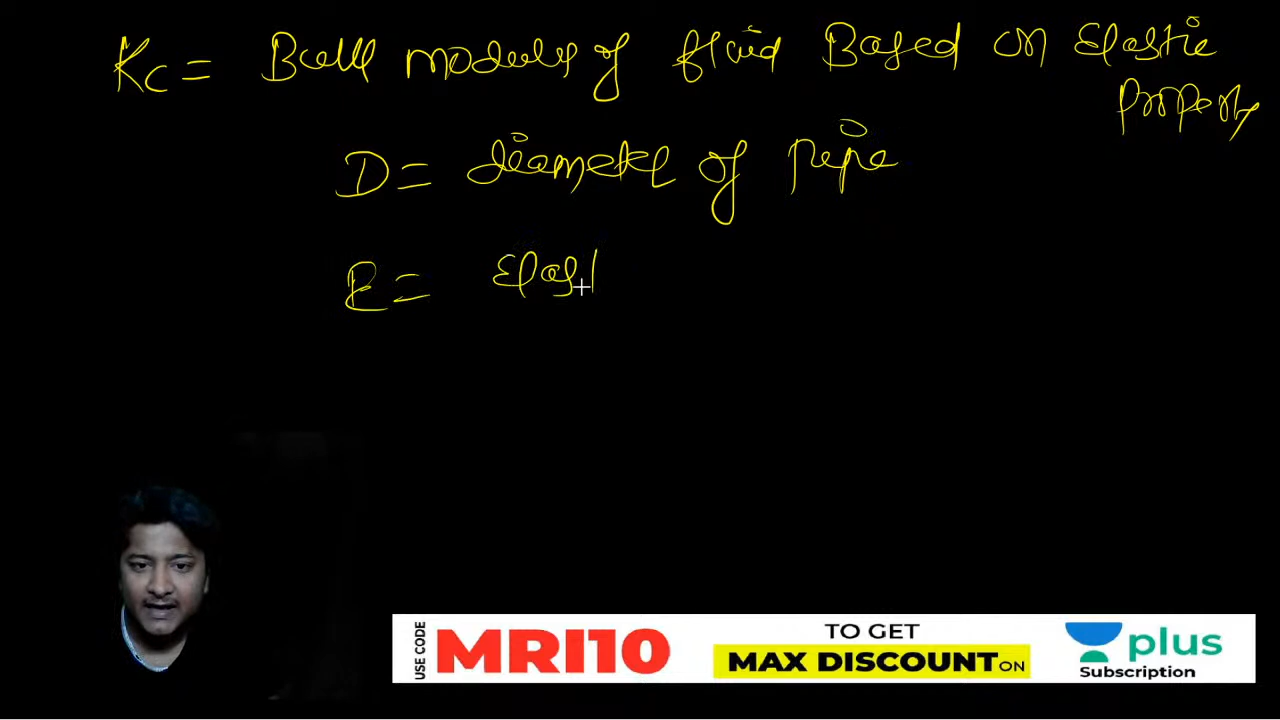 Kc = Bulk modulus of fluid Based on Elastic
property
D = diameter of pipe
E = Elast
USE CODE
MRI10
TO GET
MAX DISCOUNT ON
plus
Subscription